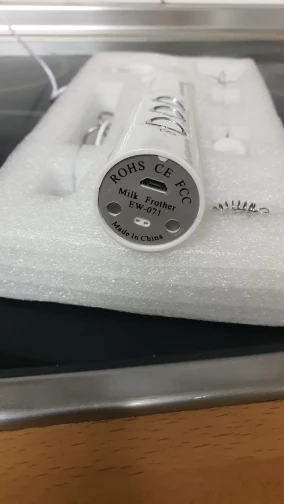 ROHS CE FCC
Milk Frother
EW-071
Made in China